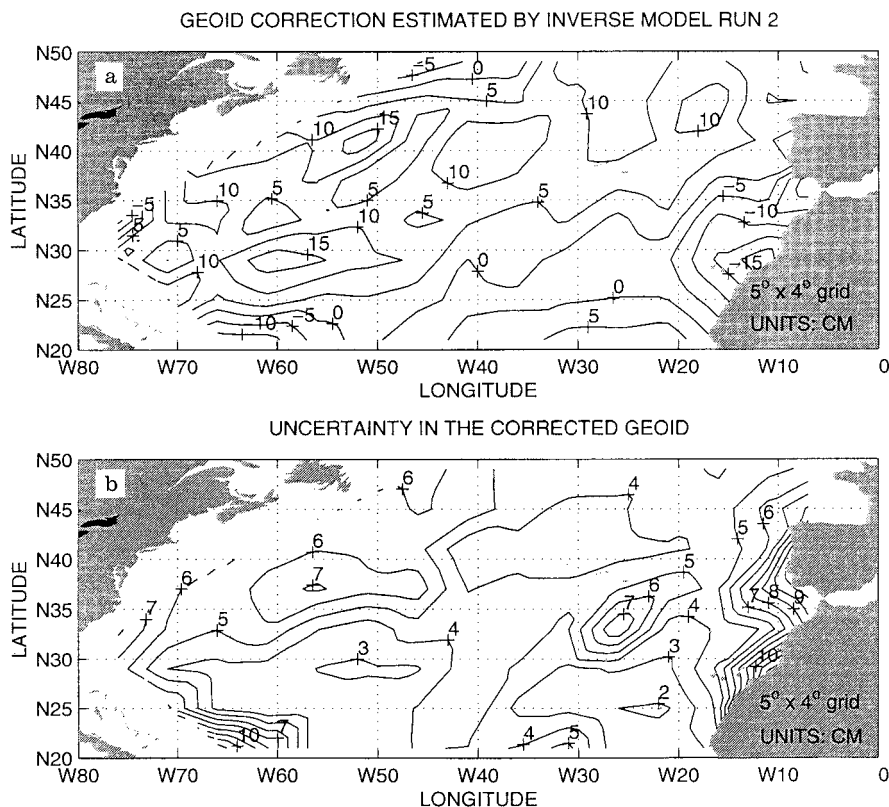 GEOID CORRECTION ESTIMATED BY INVERSE MODEL RUN 2
a
N50
N45
N40
N35
N30
N25
N20
LATITUDE
-5
0
5
10
10
15
10
10
5
5
10
5
5
-5
-5
-10
10
5
5
15
10
0
-15
0
-10
-5
0
5
5° x 4° grid
UNITS: CM
W80 W70 W60 W50 W40 W30 W20 W10 0
LONGITUDE
UNCERTAINTY IN THE CORRECTED GEOID
b
N50
N45
N40
N35
N30
N25
N20
LATITUDE
6
4
6
5
6
5
6
7
6
7
4
7
8
9
7
5
4
3
3
10
2
10
7
4
5
5° x 4° grid
UNITS: CM
W80 W70 W60 W50 W40 W30 W20 W10 0
LONGITUDE